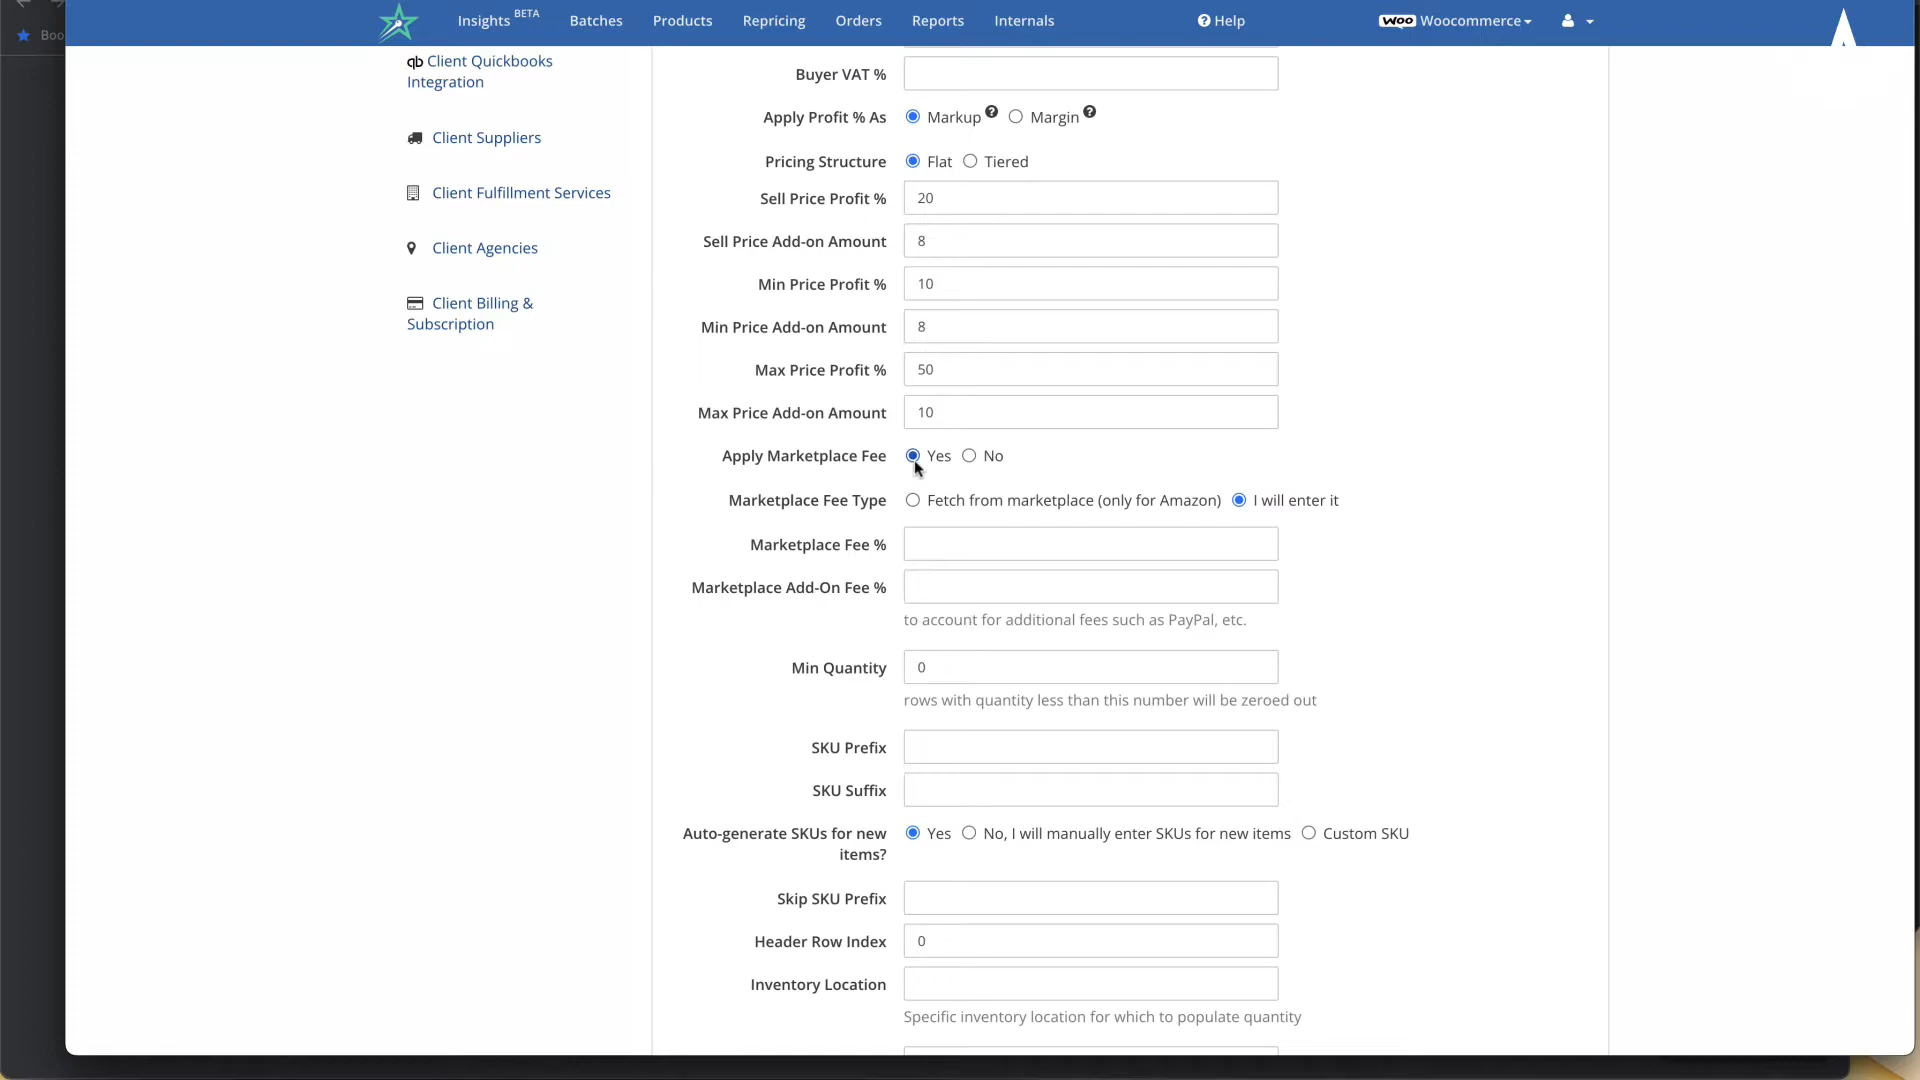 Boo
Insights BETA Batches Products Repricing Orders Reports Internals Help Woo Woocommerce
qb Client Quickbooks
Integration
Client Suppliers
Client Fulfillment Services
Client Agencies
Client Billing &
Subscription
Buyer VAT %
Apply Profit % As Markup ? Margin ?
Pricing Structure Flat Tiered
Sell Price Profit % 20
Sell Price Add-on Amount 8
Min Price Profit % 10
Min Price Add-on Amount 8
Max Price Profit % 50
Max Price Add-on Amount 10
Apply Marketplace Fee Yes No
Marketplace Fee Type Fetch from marketplace (only for Amazon) I will enter it
Marketplace Fee %
Marketplace Add-On Fee %
to account for additional fees such as PayPal, etc.
Min Quantity 0
rows with quantity less than this number will be zeroed out
SKU Prefix
SKU Suffix
Auto-generate SKUs for new
items? Yes No, I will manually enter SKUs for new items Custom SKU
Skip SKU Prefix
Header Row Index 0
Inventory Location
Specific inventory location for which to populate quantity